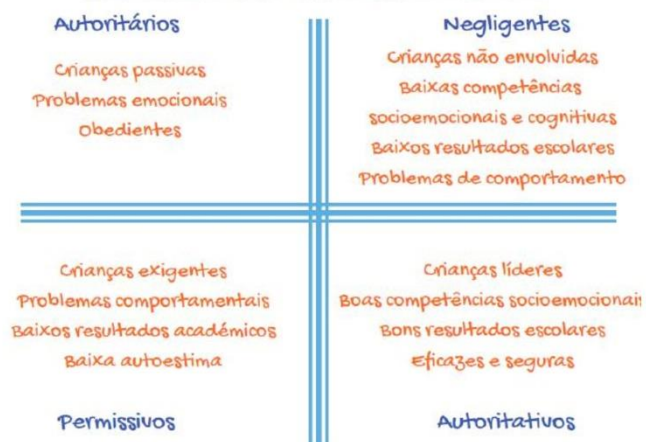 Autoritários
Crianças passivas
Problemas emocionais
Obedientes
Negligentes
Crianças não envolvidas
Baixas competências
socioemocionais e cognitivas
Baixos resultados escolares
Problemas de comportamento
Crianças exigentes
Problemas comportamentais
Baixos resultados académicos
Baixa autoestima
Permissivos
Crianças líderes
Boas competências socioemocionais
Bons resultados escolares
Eficazes e seguras
Autoritativos